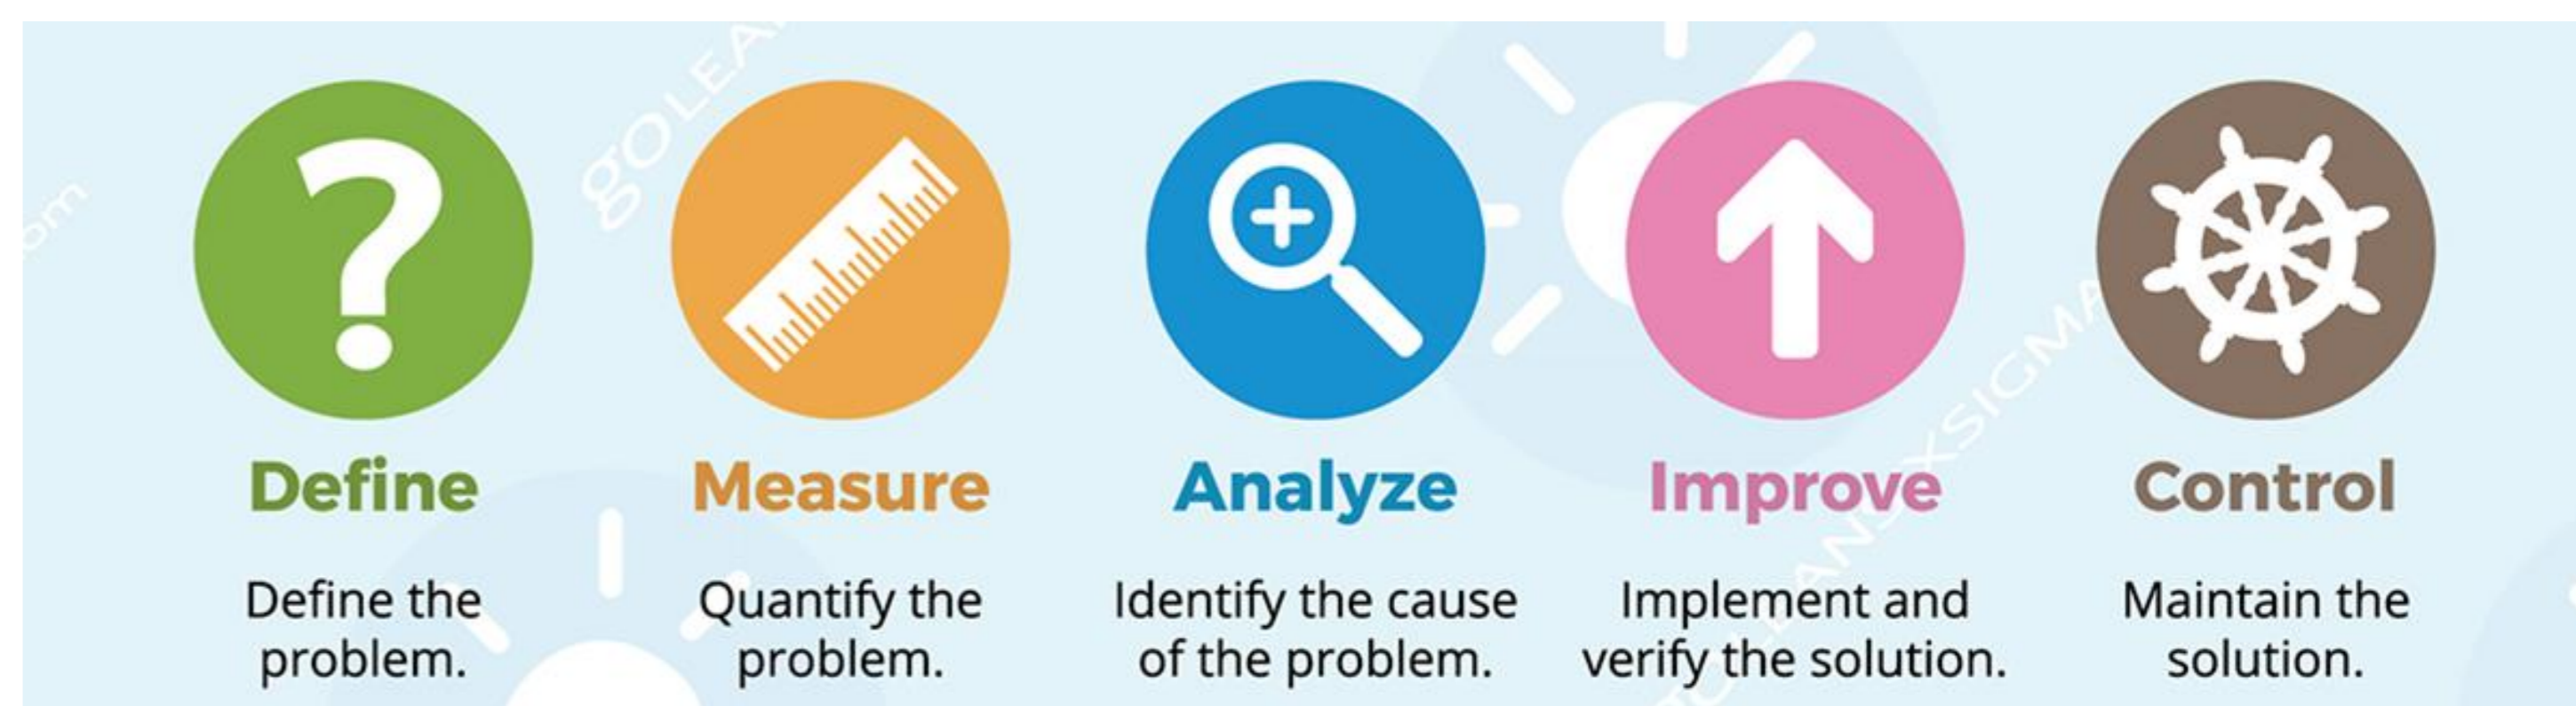 Define
Define the
problem.
Measure
Quantify the
problem.
Analyze
Identify the cause
of the problem.
Improve
Implement and
verify the solution.
Control
Maintain the
solution.